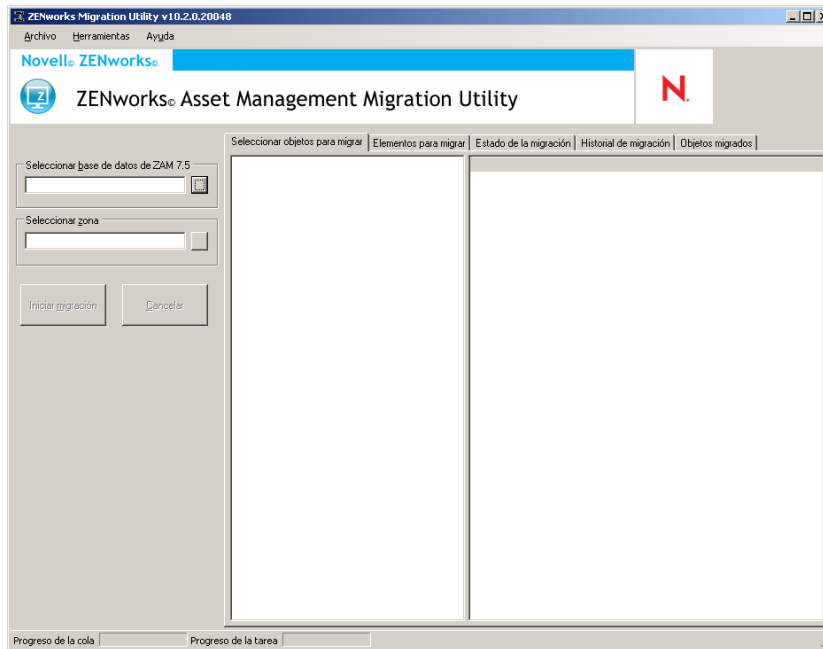 ZENworks Migration Utility v10.2.0.20048
Archivo Herramientas Ayuda
Novell© ZENworks©
ZENworks© Asset Management Migration Utility
N.
Seleccionar objetos para migrar Elementos para migrar Estado de la migración Historial de migración Objetos migrados
Seleccionar base de datos de ZAM 7.5
Seleccionar zona
Iniciar migración Cancelar
Progreso de la cola Progreso de la tarea